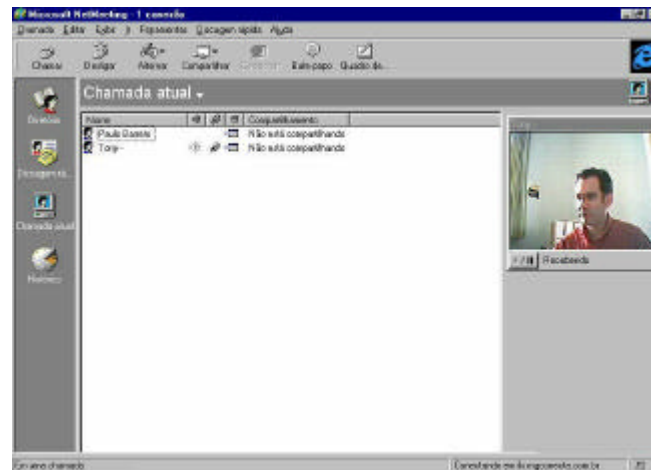 Microsoft NetMeeting - 1 conexão
Chamada Editar Exibir Ferramentas Discagem rápida Ajuda
Chamar Desligar Alternar Compartilhar Bate-papo Quadro de...
Chamada atual
Diretório
Nome Compartilhamento
Paulo Não está compartilhando
Tony- Não está compartilhando
Discagem rá...
Chamada atual
Histórico
Recebendo
Em uma chamada